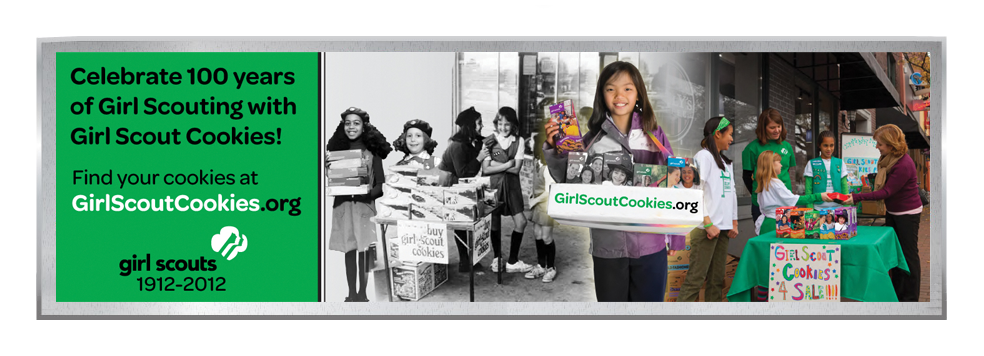 Celebrate 100 years
of Girl Scouting with
Girl Scout Cookies!
Find your cookies at
GirlScoutCookies.org
girl scouts
1912-2012
buy
girl scout
cookies
GirlScoutCookies.org
GIRL SCOUT
COOKIES
4 SALE!!!!